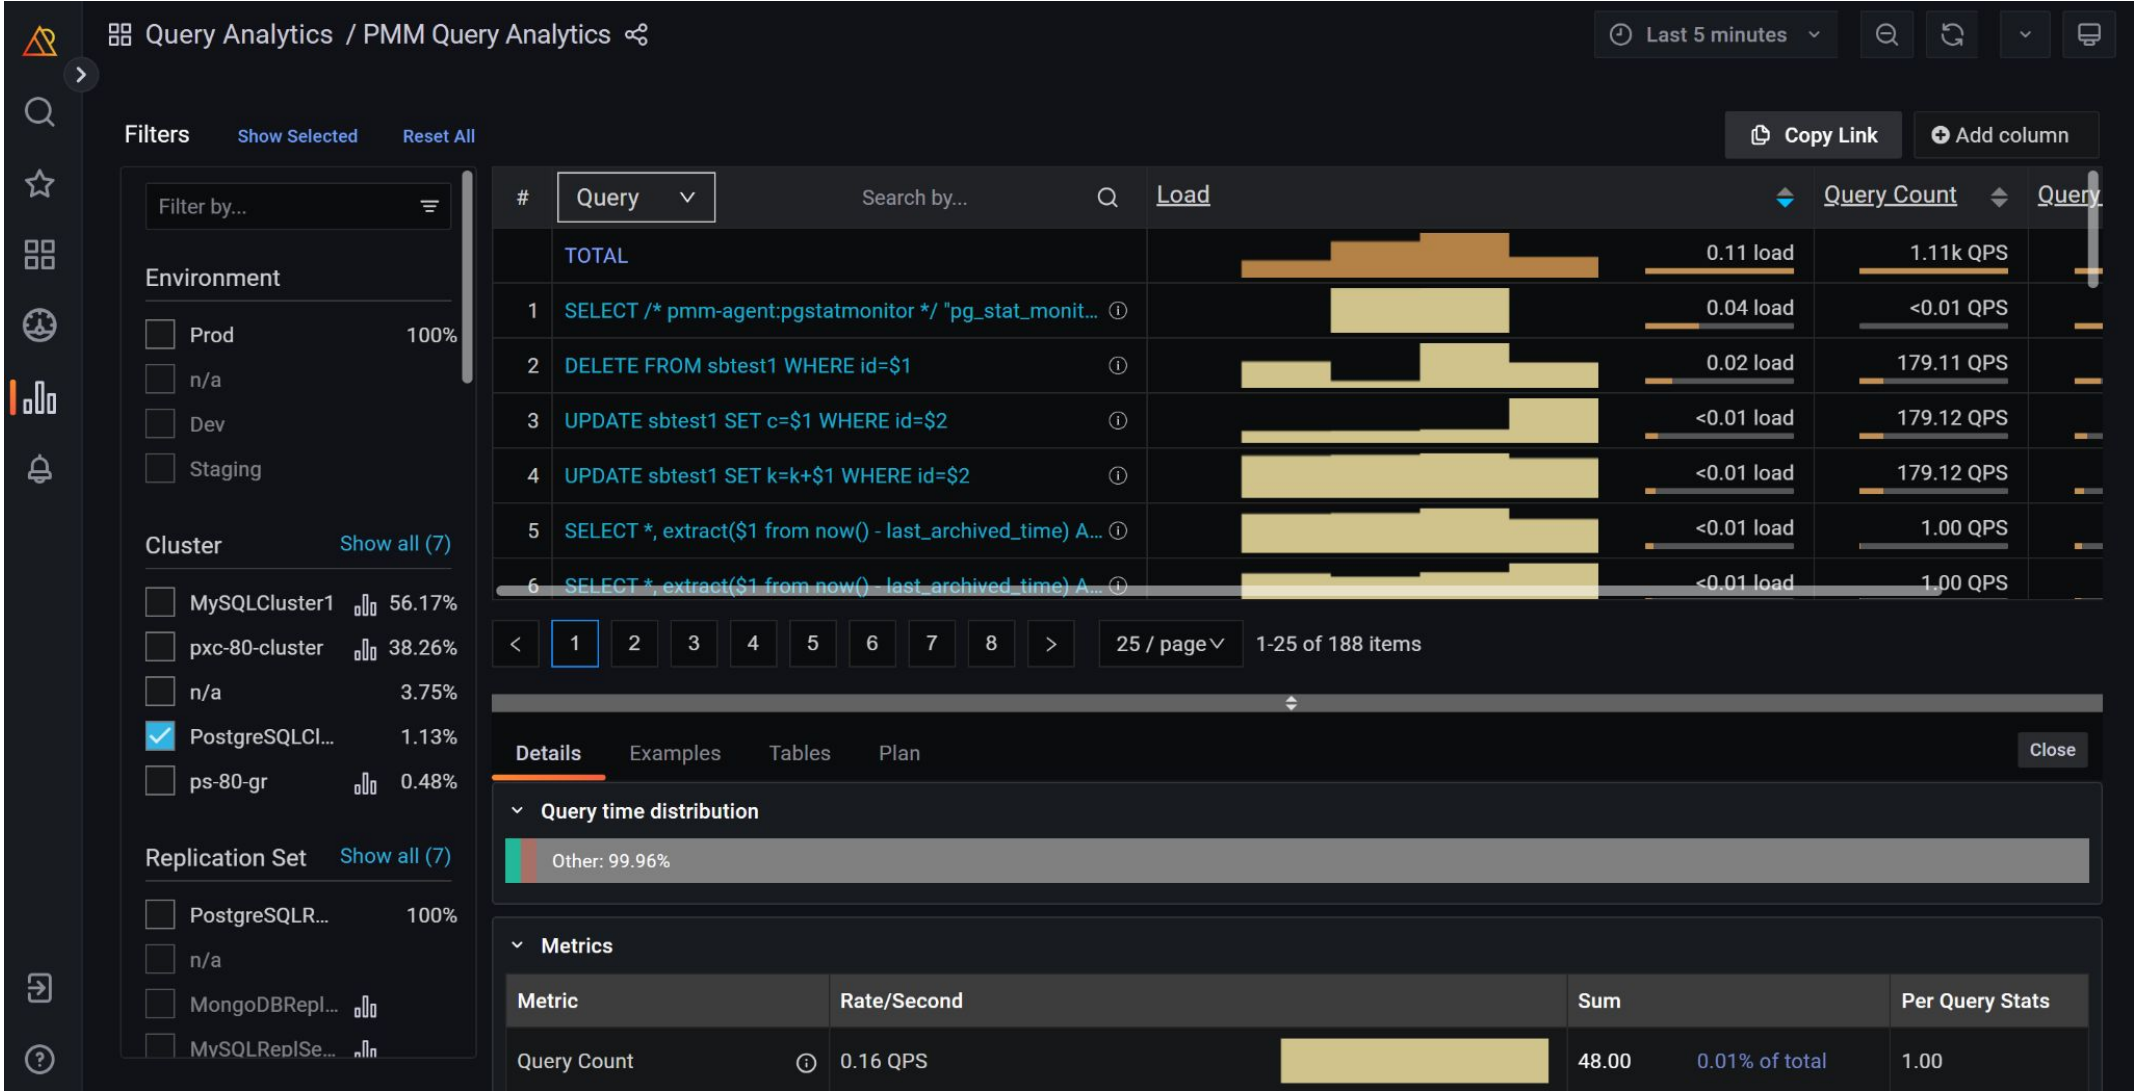 Query Analytics / PMM Query Analytics
Last 5 minutes
Filters Show Selected Reset All
Copy Link
Add column
Filter by...
Environment
Prod 100%
n/a
Dev
Staging
Cluster Show all (7)
MySQLCluster1 56.17%
pxc-80-cluster 38.26%
n/a 3.75%
PostgreSQLCl... 1.13%
ps-80-gr 0.48%
Replication Set Show all (7)
PostgreSQLR... 100%
n/a
MongoDBRepl...
MySQLReplSe...
# Query Search by... Load Query Count Query
TOTAL 0.11 load 1.11k QPS
1 SELECT /* pmm-agent:pgstatmonitor */ "pg_stat_monit... 0.04 load <0.01 QPS
2 DELETE FROM sbtest1 WHERE id=$1 0.02 load 179.11 QPS
3 UPDATE sbtest1 SET c=$1 WHERE id=$2 <0.01 load 179.12 QPS
4 UPDATE sbtest1 SET k=k+$1 WHERE id=$2 <0.01 load 179.12 QPS
5 SELECT *, extract($1 from now() - last_archived_time) A... <0.01 load 1.00 QPS
6 SELECT *, extract($1 from now() - last_archived_time) A... <0.01 load 1.00 QPS
< 1 2 3 4 5 6 7 8 > 25 / page 1-25 of 188 items
Details Examples Tables Plan Close
Query time distribution
Other: 99.96%
Metrics
Metric Rate/Second Sum Per Query Stats
Query Count 0.16 QPS 48.00 0.01% of total 1.00